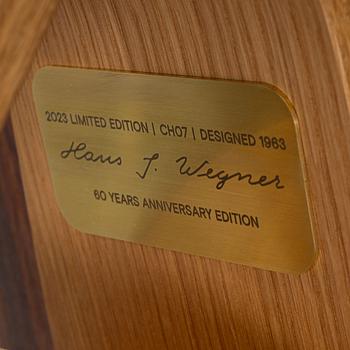 2023 LIMITED EDITION | CH07 | DESIGNED 1963
Hans J. Wegner
60 YEARS ANNIVERSARY EDITION